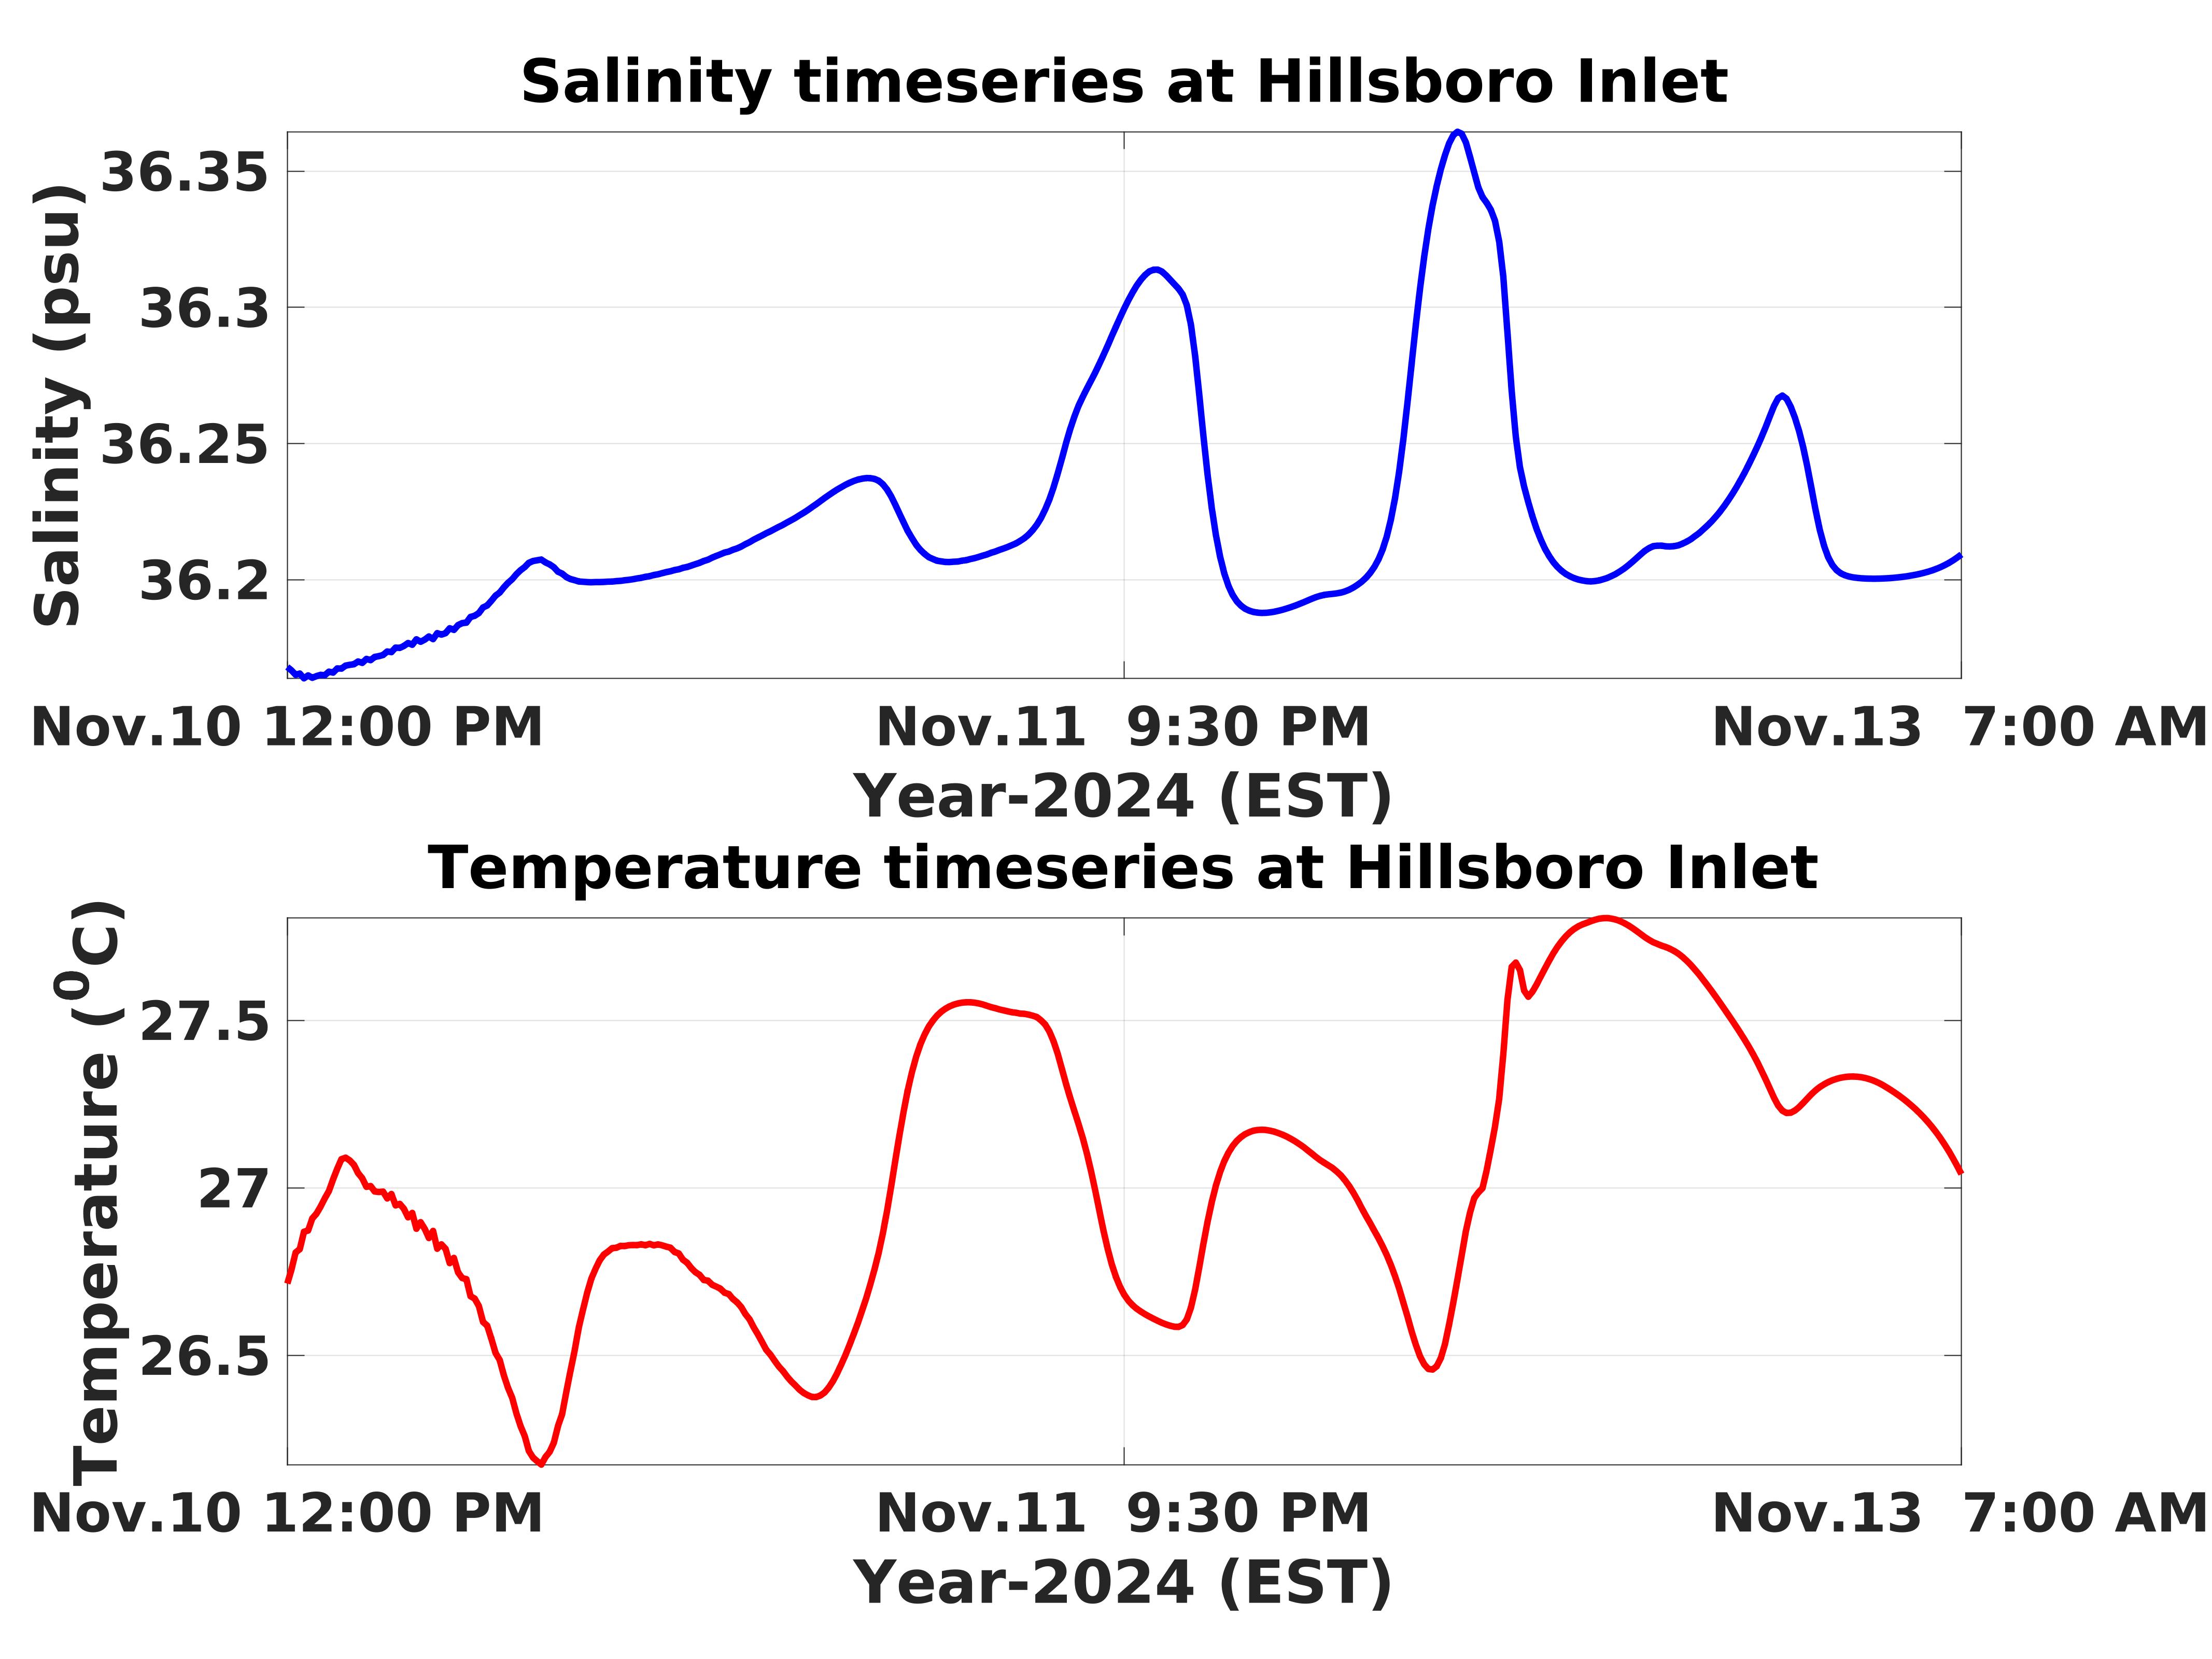 Salinity timeseries at Hillsboro Inlet
Salinity (psu)
36.35
36.3
36.25
36.2
Nov.10 12:00 PM
Nov.11  9:30 PM
Nov.13  7:00 AM
Year-2024 (EST)
Temperature timeseries at Hillsboro Inlet
Temperature (⁰C)
27.5
27
26.5
Nov.10 12:00 PM
Nov.11  9:30 PM
Nov.13  7:00 AM
Year-2024 (EST)